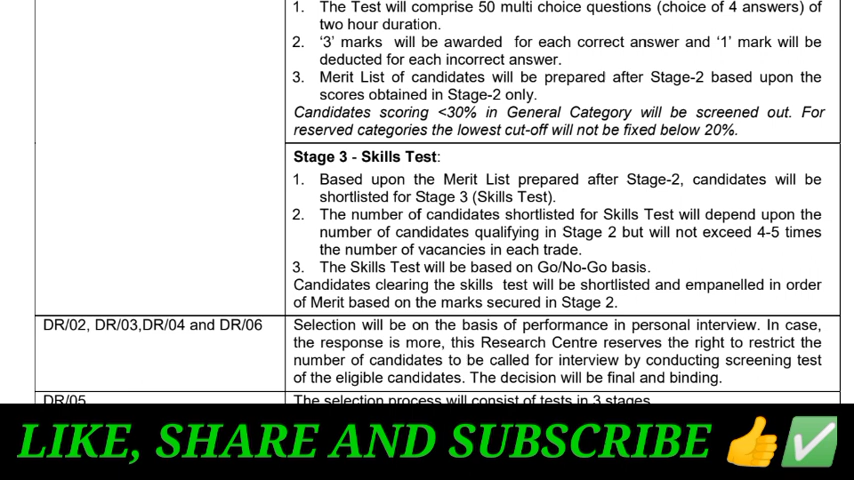 1. The Test will comprise 50 multi choice questions (choice of 4 answers) of
two hour duration.
2. ‘3’ marks will be awarded for each correct answer and ‘1’ mark will be
deducted for each incorrect answer.
3. Merit List of candidates will be prepared after Stage-2 based upon the
scores obtained in Stage-2 only.
Candidates scoring <30% in General Category will be screened out. For
reserved categories the lowest cut-off will not be fixed below 20%.
Stage 3 - Skills Test:
1. Based upon the Merit List prepared after Stage-2, candidates will be
shortlisted for Stage 3 (Skills Test).
2. The number of candidates shortlisted for Skills Test will depend upon the
number of candidates qualifying in Stage 2 but will not exceed 4-5 times
the number of vacancies in each trade.
3. The Skills Test will be based on Go/No-Go basis.
Candidates clearing the skills test will be shortlisted and empanelled in order
of Merit based on the marks secured in Stage 2.
DR/02, DR/03,DR/04 and DR/06
Selection will be on the basis of performance in personal interview. In case,
the response is more, this Research Centre reserves the right to restrict the
number of candidates to be called for interview by conducting screening test
of the eligible candidates. The decision will be final and binding.
DR/05
The selection process will consist of tests in 3 stages
LIKE, SHARE AND SUBSCRIBE 👍✅